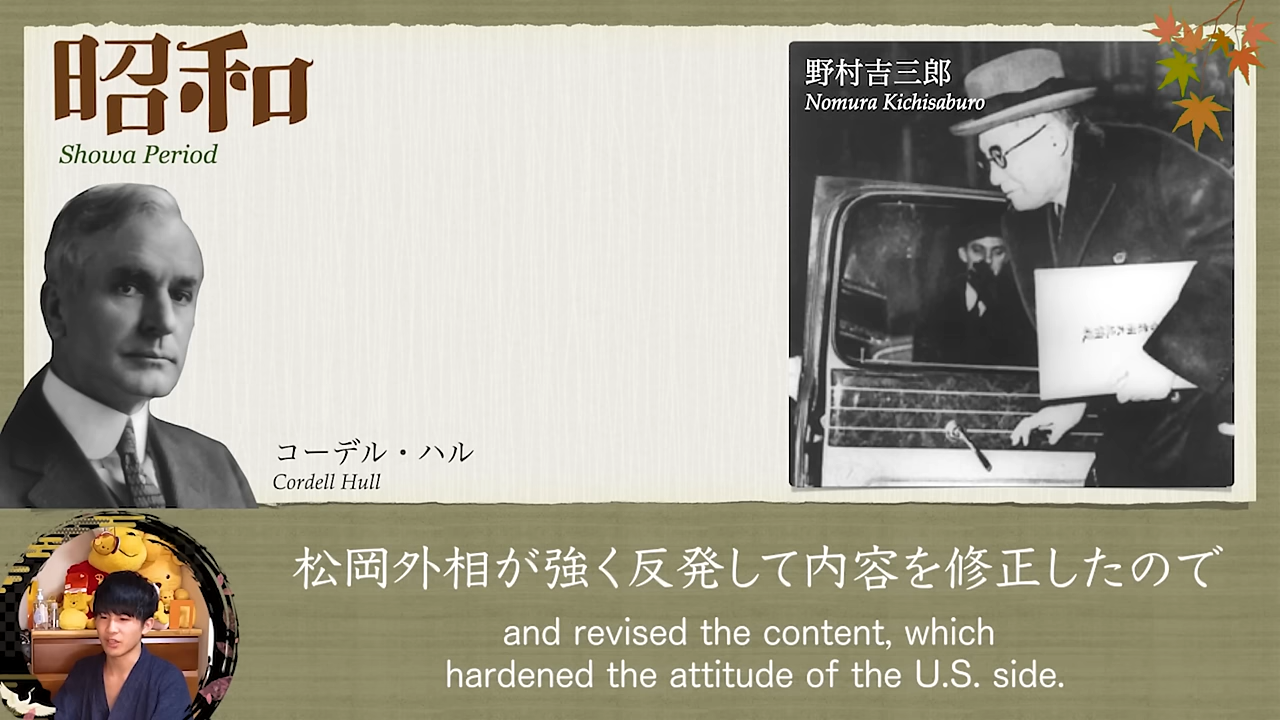 昭和
Showa Period
野村吉三郎
Nomura Kichisaburo
コーデル・ハル
Cordell Hull
松岡外相が強く反発して内容を修正したので
and revised the content, which
hardened the attitude of the U.S. side.